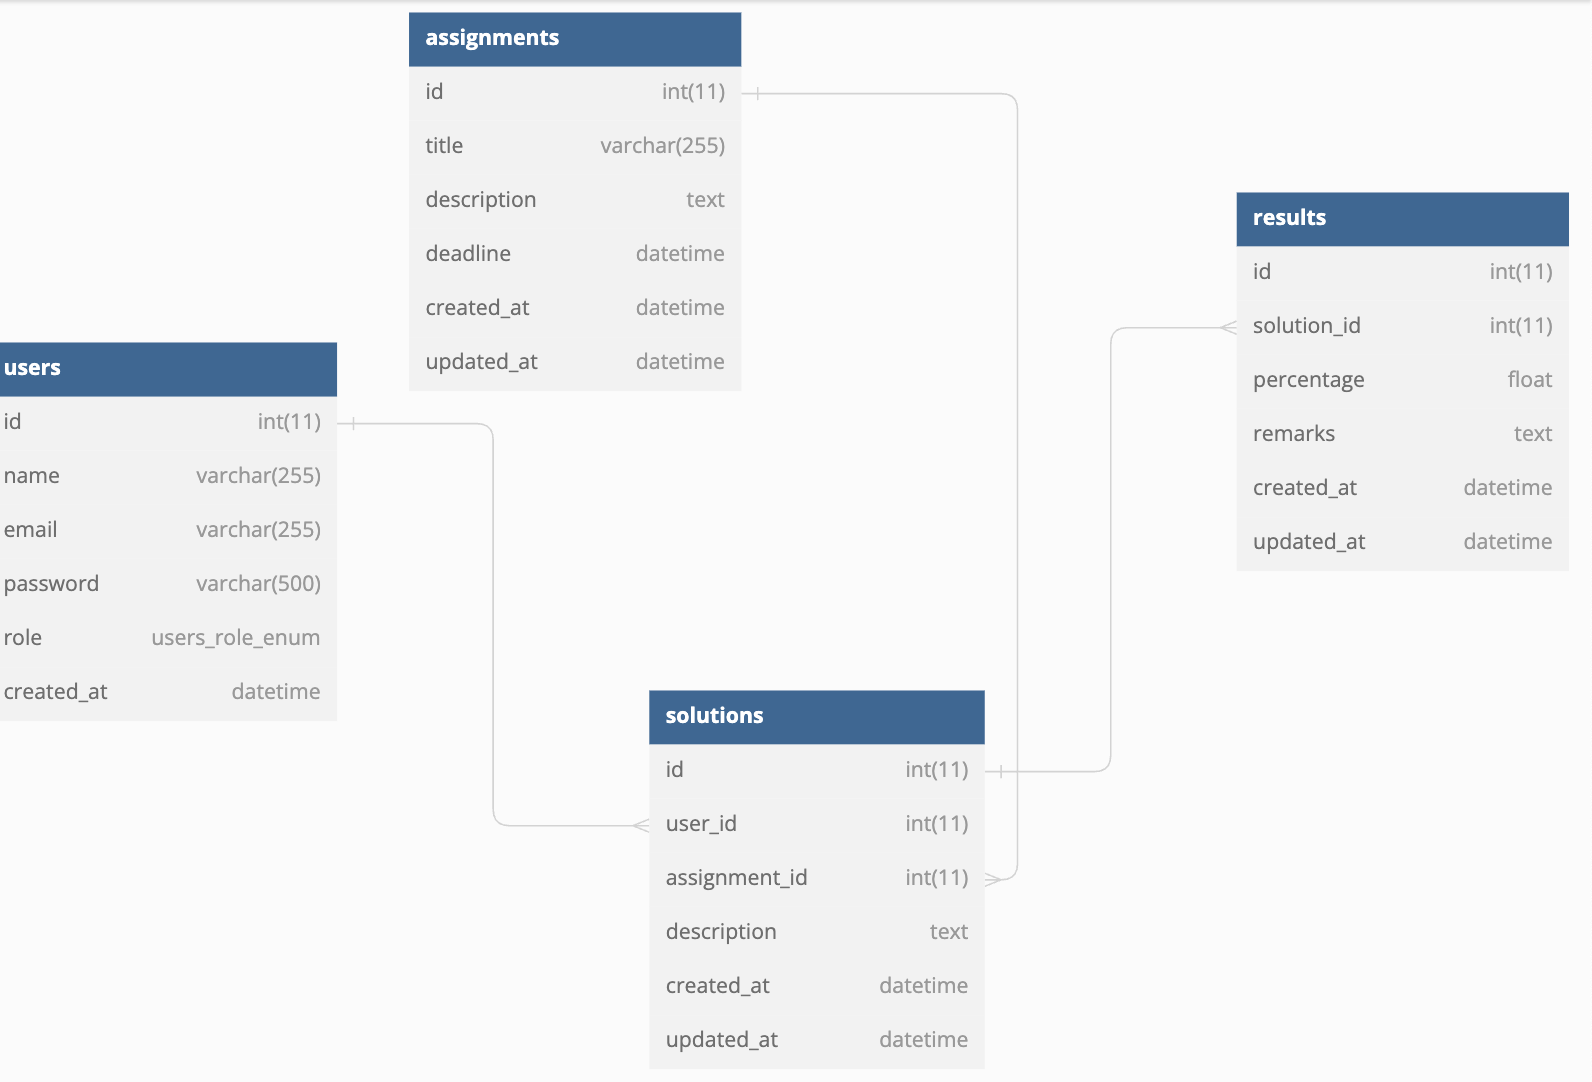 assignments
id int(11)
title varchar(255)
description text
deadline datetime
created_at datetime
updated_at datetime
results
id int(11)
solution_id int(11)
percentage float
remarks text
created_at datetime
updated_at datetime
users
id int(11)
name varchar(255)
email varchar(255)
password varchar(500)
role users_role_enum
created_at datetime
solutions
id int(11)
user_id int(11)
assignment_id int(11)
description text
created_at datetime
updated_at datetime